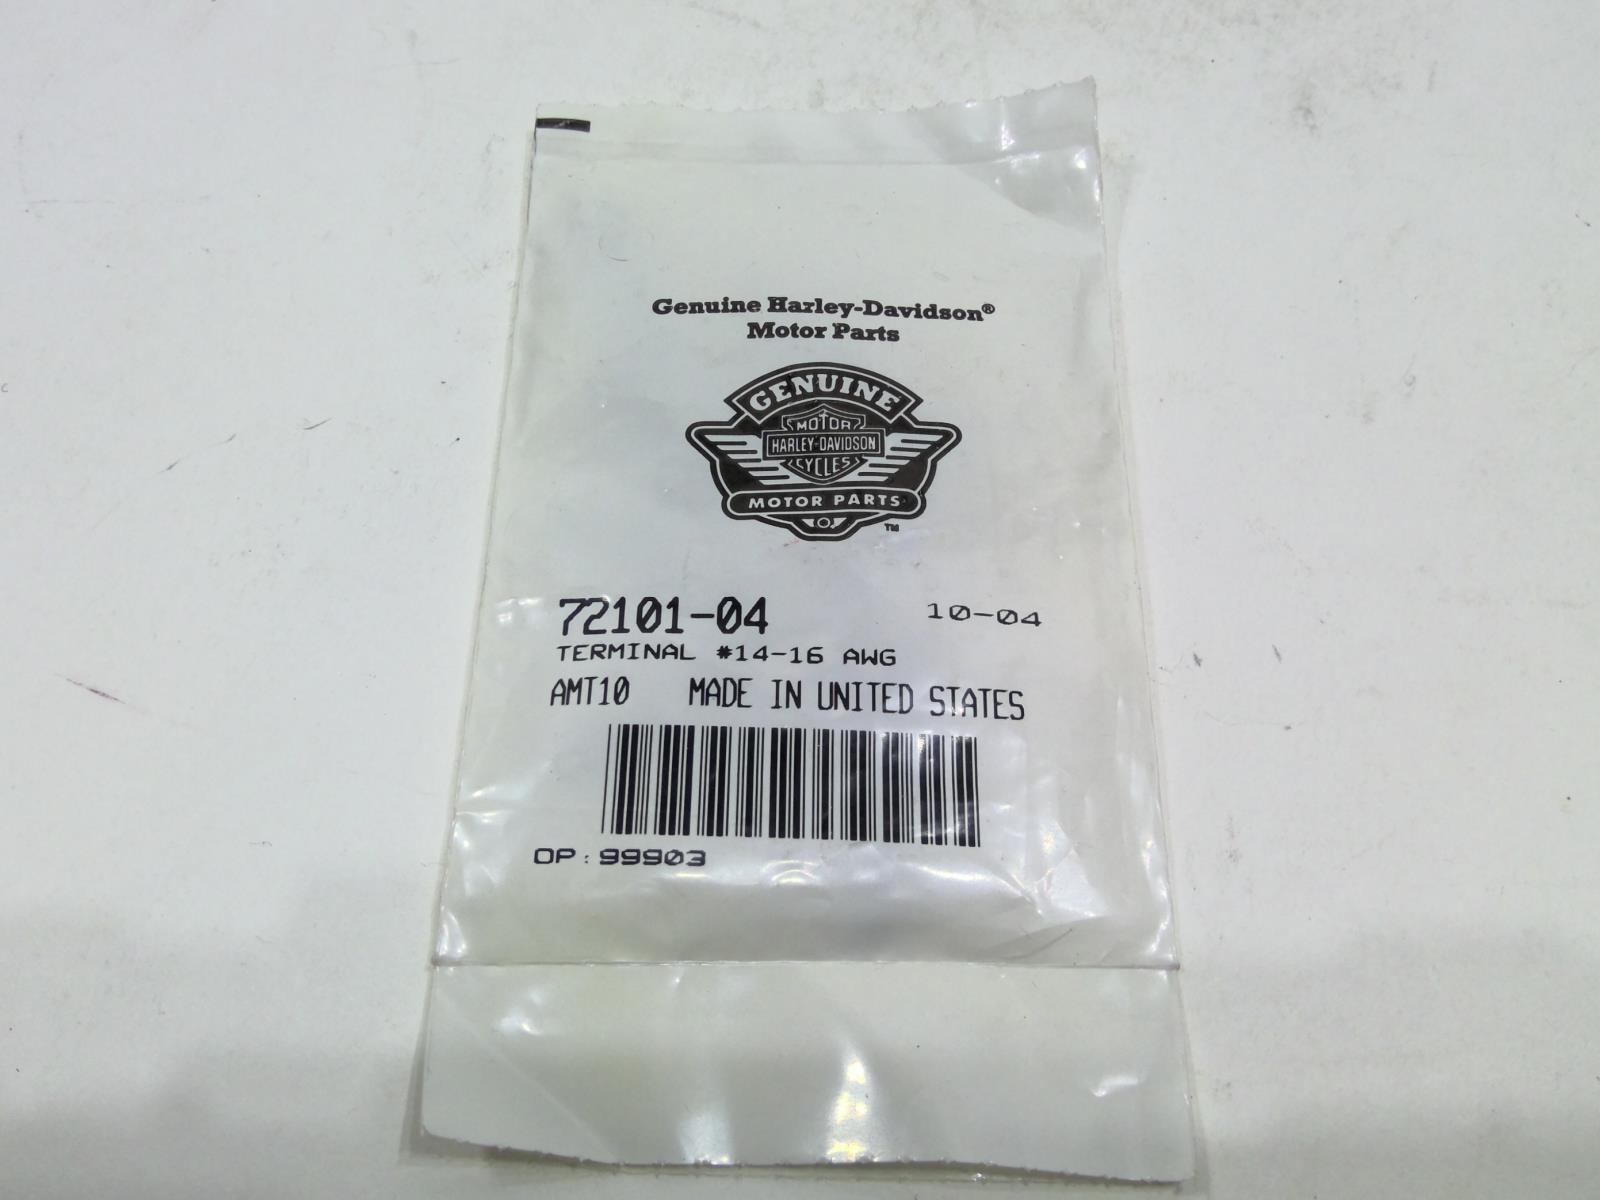 Genuine Harley-Davidson®
Motor Parts
GENUINE
MOTOR
HARLEY-DAVIDSON
CYCLES
MOTOR PARTS
TM
72101-04 10-04
TERMINAL #14-16 AWG
AMT10 MADE IN UNITED STATES
OP: 99903